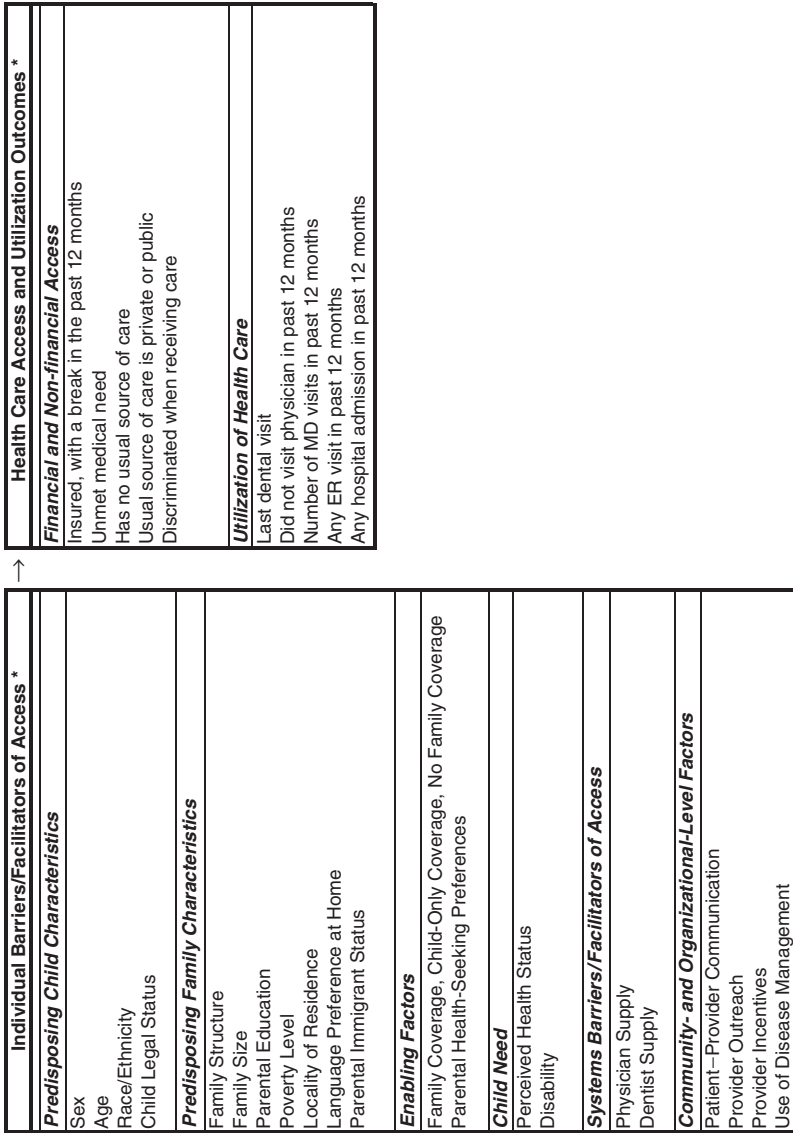 Individual Barriers/Facilitators of Access *
Predisposing Child Characteristics
Sex
Age
Race/Ethnicity
Child Legal Status
Predisposing Family Characteristics
Family Structure
Family Size
Parental Education
Poverty Level
Locality of Residence
Language Preference at Home
Parental Immigrant Status
Enabling Factors
Family Coverage, Child-Only Coverage, No Family Coverage
Parental Health-Seeking Preferences
Child Need
Perceived Health Status
Disability
Systems Barriers/Facilitators of Access
Physician Supply
Dentist Supply
Community- and Organizational-Level Factors
Patient–Provider Communication
Provider Outreach
Provider Incentives
Use of Disease Management
→
Health Care Access and Utilization Outcomes *
Financial and Non-financial Access
Insured, with a break in the past 12 months
Unmet medical need
Has no usual source of care
Usual source of care is private or public
Discriminated when receiving care
Utilization of Health Care
Last dental visit
Did not visit physician in past 12 months
Number of MD visits in past 12 months
Any ER visit in past 12 months
Any hospital admission in past 12 months